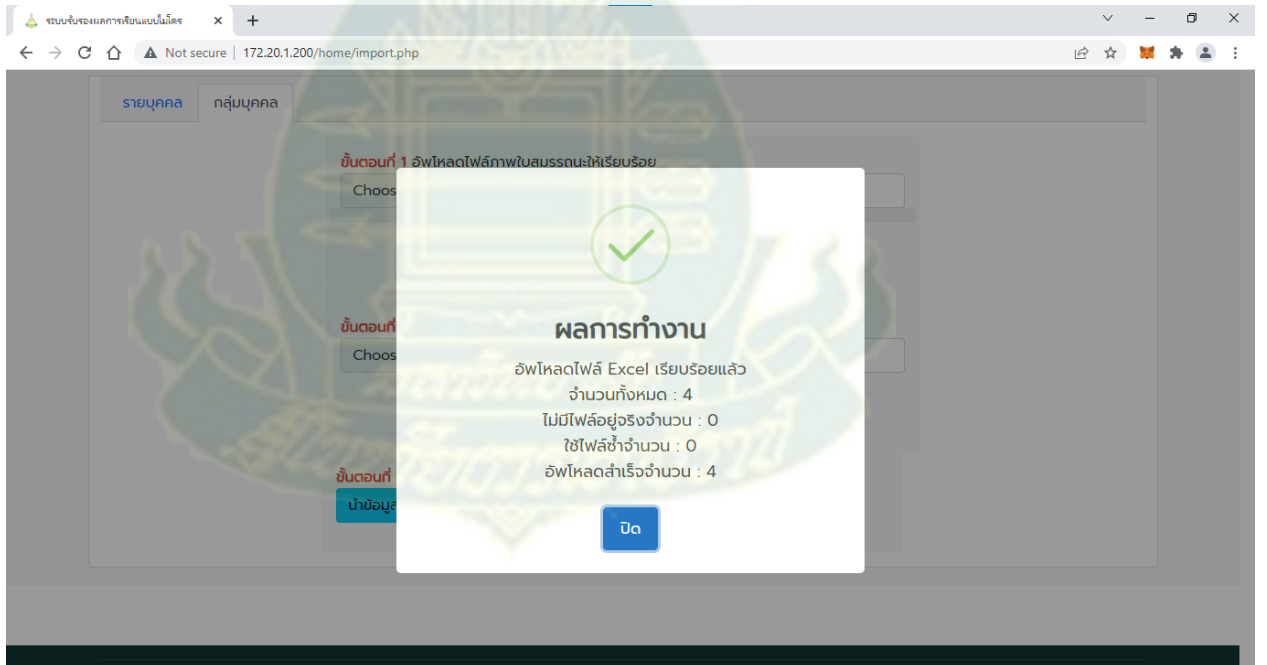 ระบบรับรองผลการเรียนแบบไมโคร
Not secure | 172.20.1.200/home/import.php
รายบุคคล กลุ่มบุคคล
ขั้นตอนที่ 1 อัพโหลดไฟล์ภาพใบสมรรถนะให้เรียบร้อย
Choos
ขั้นตอนที่
Choos
ผลการทำงาน
อัพโหลดไฟล์ Excel เรียบร้อยแล้ว
จำนวนทั้งหมด : 4
ไม่มีไฟล์อยู่จริงจำนวน : 0
ใช้ไฟล์ซ้ำจำนวน : 0
อัพโหลดสำเร็จจำนวน : 4
ขั้นตอนที่
นำข้อมูล
ปิด